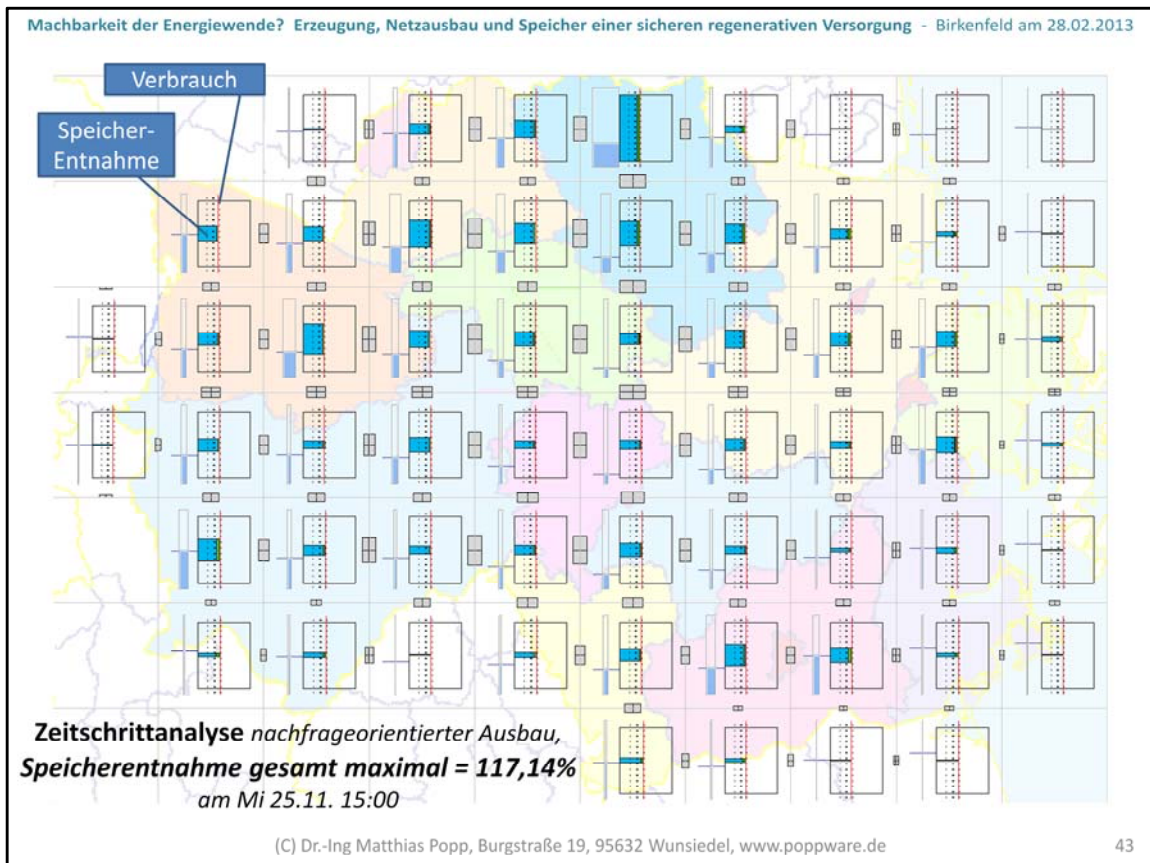 Machbarkeit der Energiewende? Erzeugung, Netzausbau und Speicher einer sicheren regenerativen Versorgung - Birkenfeld am 28.02.2013
Verbrauch
Speicher-
Entnahme
Zeitschrittanalyse nachfrageorientierter Ausbau,
Speicherentnahme gesamt maximal = 117,14%
am Mi 25.11. 15:00
(C) Dr.-Ing Matthias Popp, Burgstraße 19, 95632 Wunsiedel, www.poppware.de 43